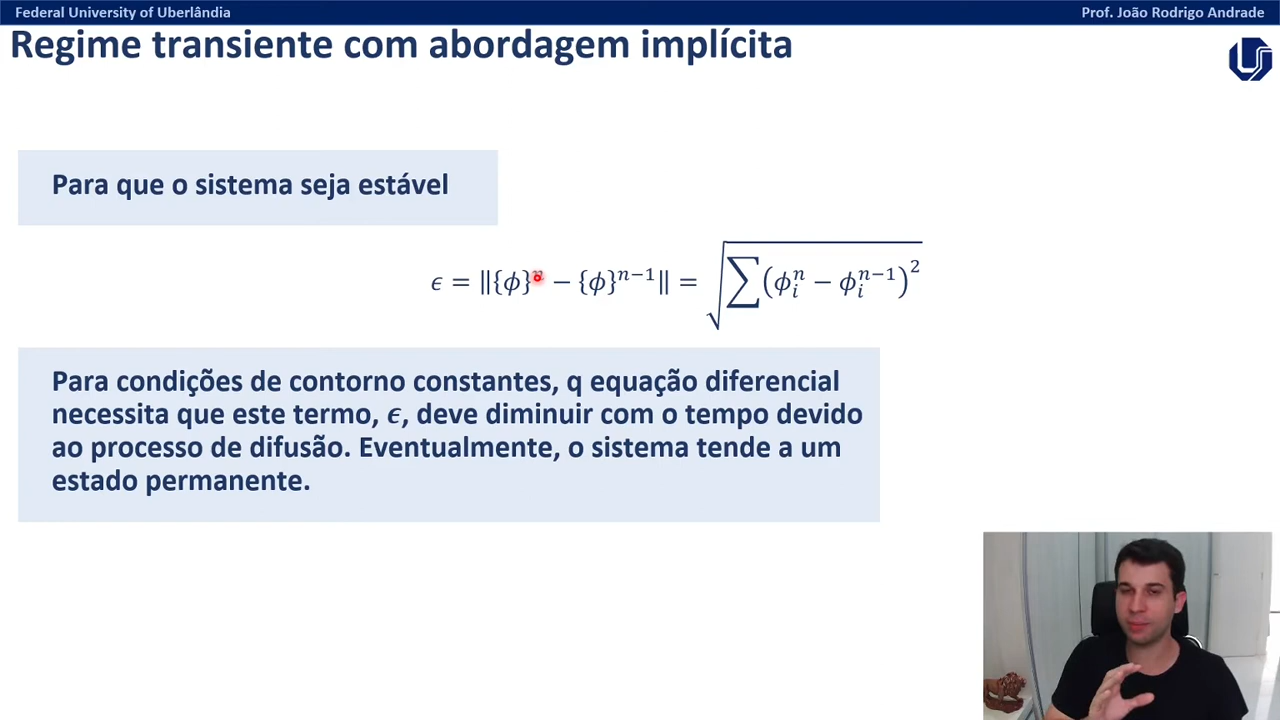 Federal University of Uberlândia
Prof. João Rodrigo Andrade
Regime transiente com abordagem implícita
Para que o sistema seja estável
𝜖 = ‖{𝜙}ⁿ − {𝜙}ⁿ⁻¹‖ = √∑(𝜙ᵢⁿ − 𝜙ᵢⁿ⁻¹)²
Para condições de contorno constantes, q equação diferencial
necessita que este termo, 𝝐, deve diminuir com o tempo devido
ao processo de difusão. Eventualmente, o sistema tende a um
estado permanente.